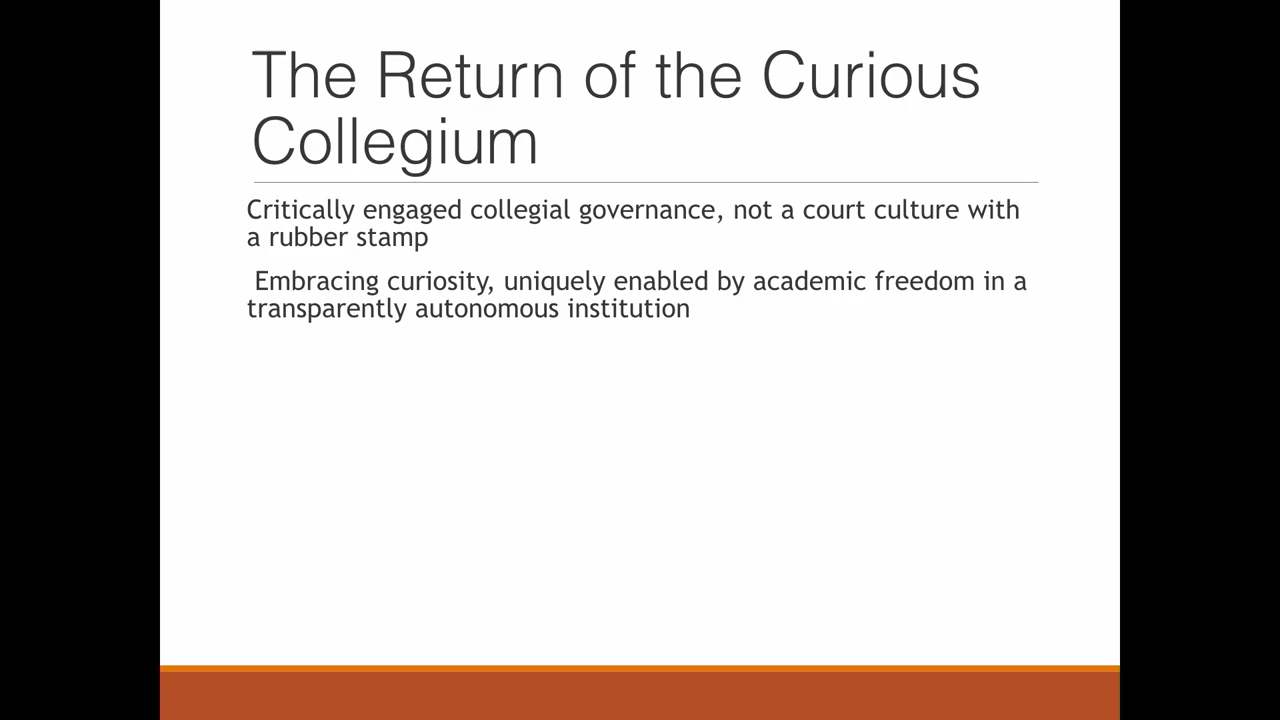 The Return of the Curious
Collegium
Critically engaged collegial governance, not a court culture with
a rubber stamp
Embracing curiosity, uniquely enabled by academic freedom in a
transparently autonomous institution